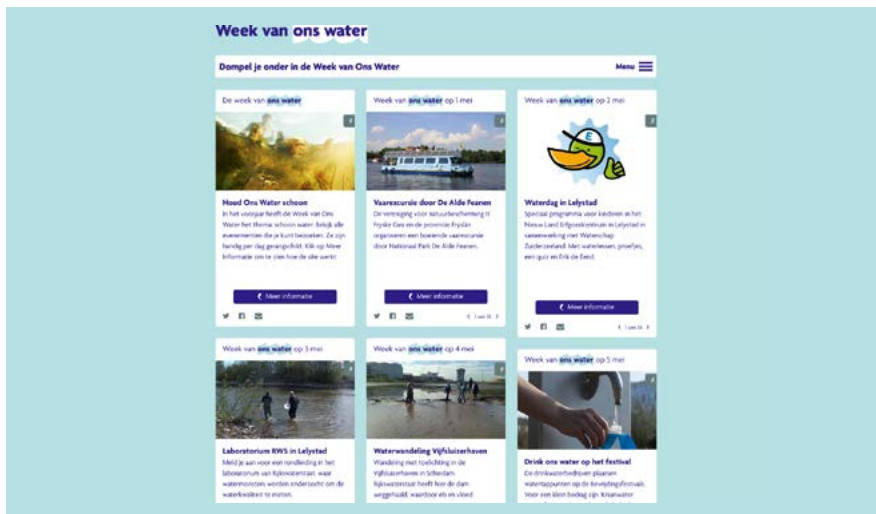 Week van ons water
Dompel je onder in de Week van Ons Water
Menu
De week van ons water
Houd Ons Water schoon
In het voorjaar heeft de Week van Ons
Water het thema: schoon water. Bekijk alle
evenementen die je kunt bezoeken. Ze zijn
handig per dag gerangschikt. Klik op Meer
Informatie om te zien hoe de site werkt.
Meer informatie
Week van ons water op 1 mei
Vaarexcursie door De Alde Feanen
De vereniging voor natuurbescherming It
Fryske Gea en de provincie Fryslân
organiseren een boeiende vaarexcursie
door Nationaal Park De Alde Feanen.
Meer informatie
Week van ons water op 2 mei
E
Waterdag in Lelystad
Speciaal programma voor kinderen in het
Nieuw Land Erfgoedcentrum in Lelystad in
samenwerking met Waterschap
Zuiderzeeland. Met waterlessen, proefjes,
een quiz en Erik de Eend.
Meer informatie
Week van ons water op 3 mei
Laboratorium RWS in Lelystad
Meld je aan voor een rondleiding in het
laboratorium van Rijkswaterstaat, waar
watermonsters worden onderzocht om de
waterkwaliteit te meten.
Week van ons water op 4 mei
Waterwandeling Vijfsluizerhaven
Wandeling met toelichting in de
Vijfsluizerhaven in Schiedam.
Rijkswaterstaat heeft hier de dam
weggehaald, waardoor eb en vloed
Week van ons water op 5 mei
Drink ons water op het festival
De drinkwaterbedrijven plaatsen
watertappunten op de bevrijdingsfestivals.
Voor een klein bedrag zijn 'Kraanwater